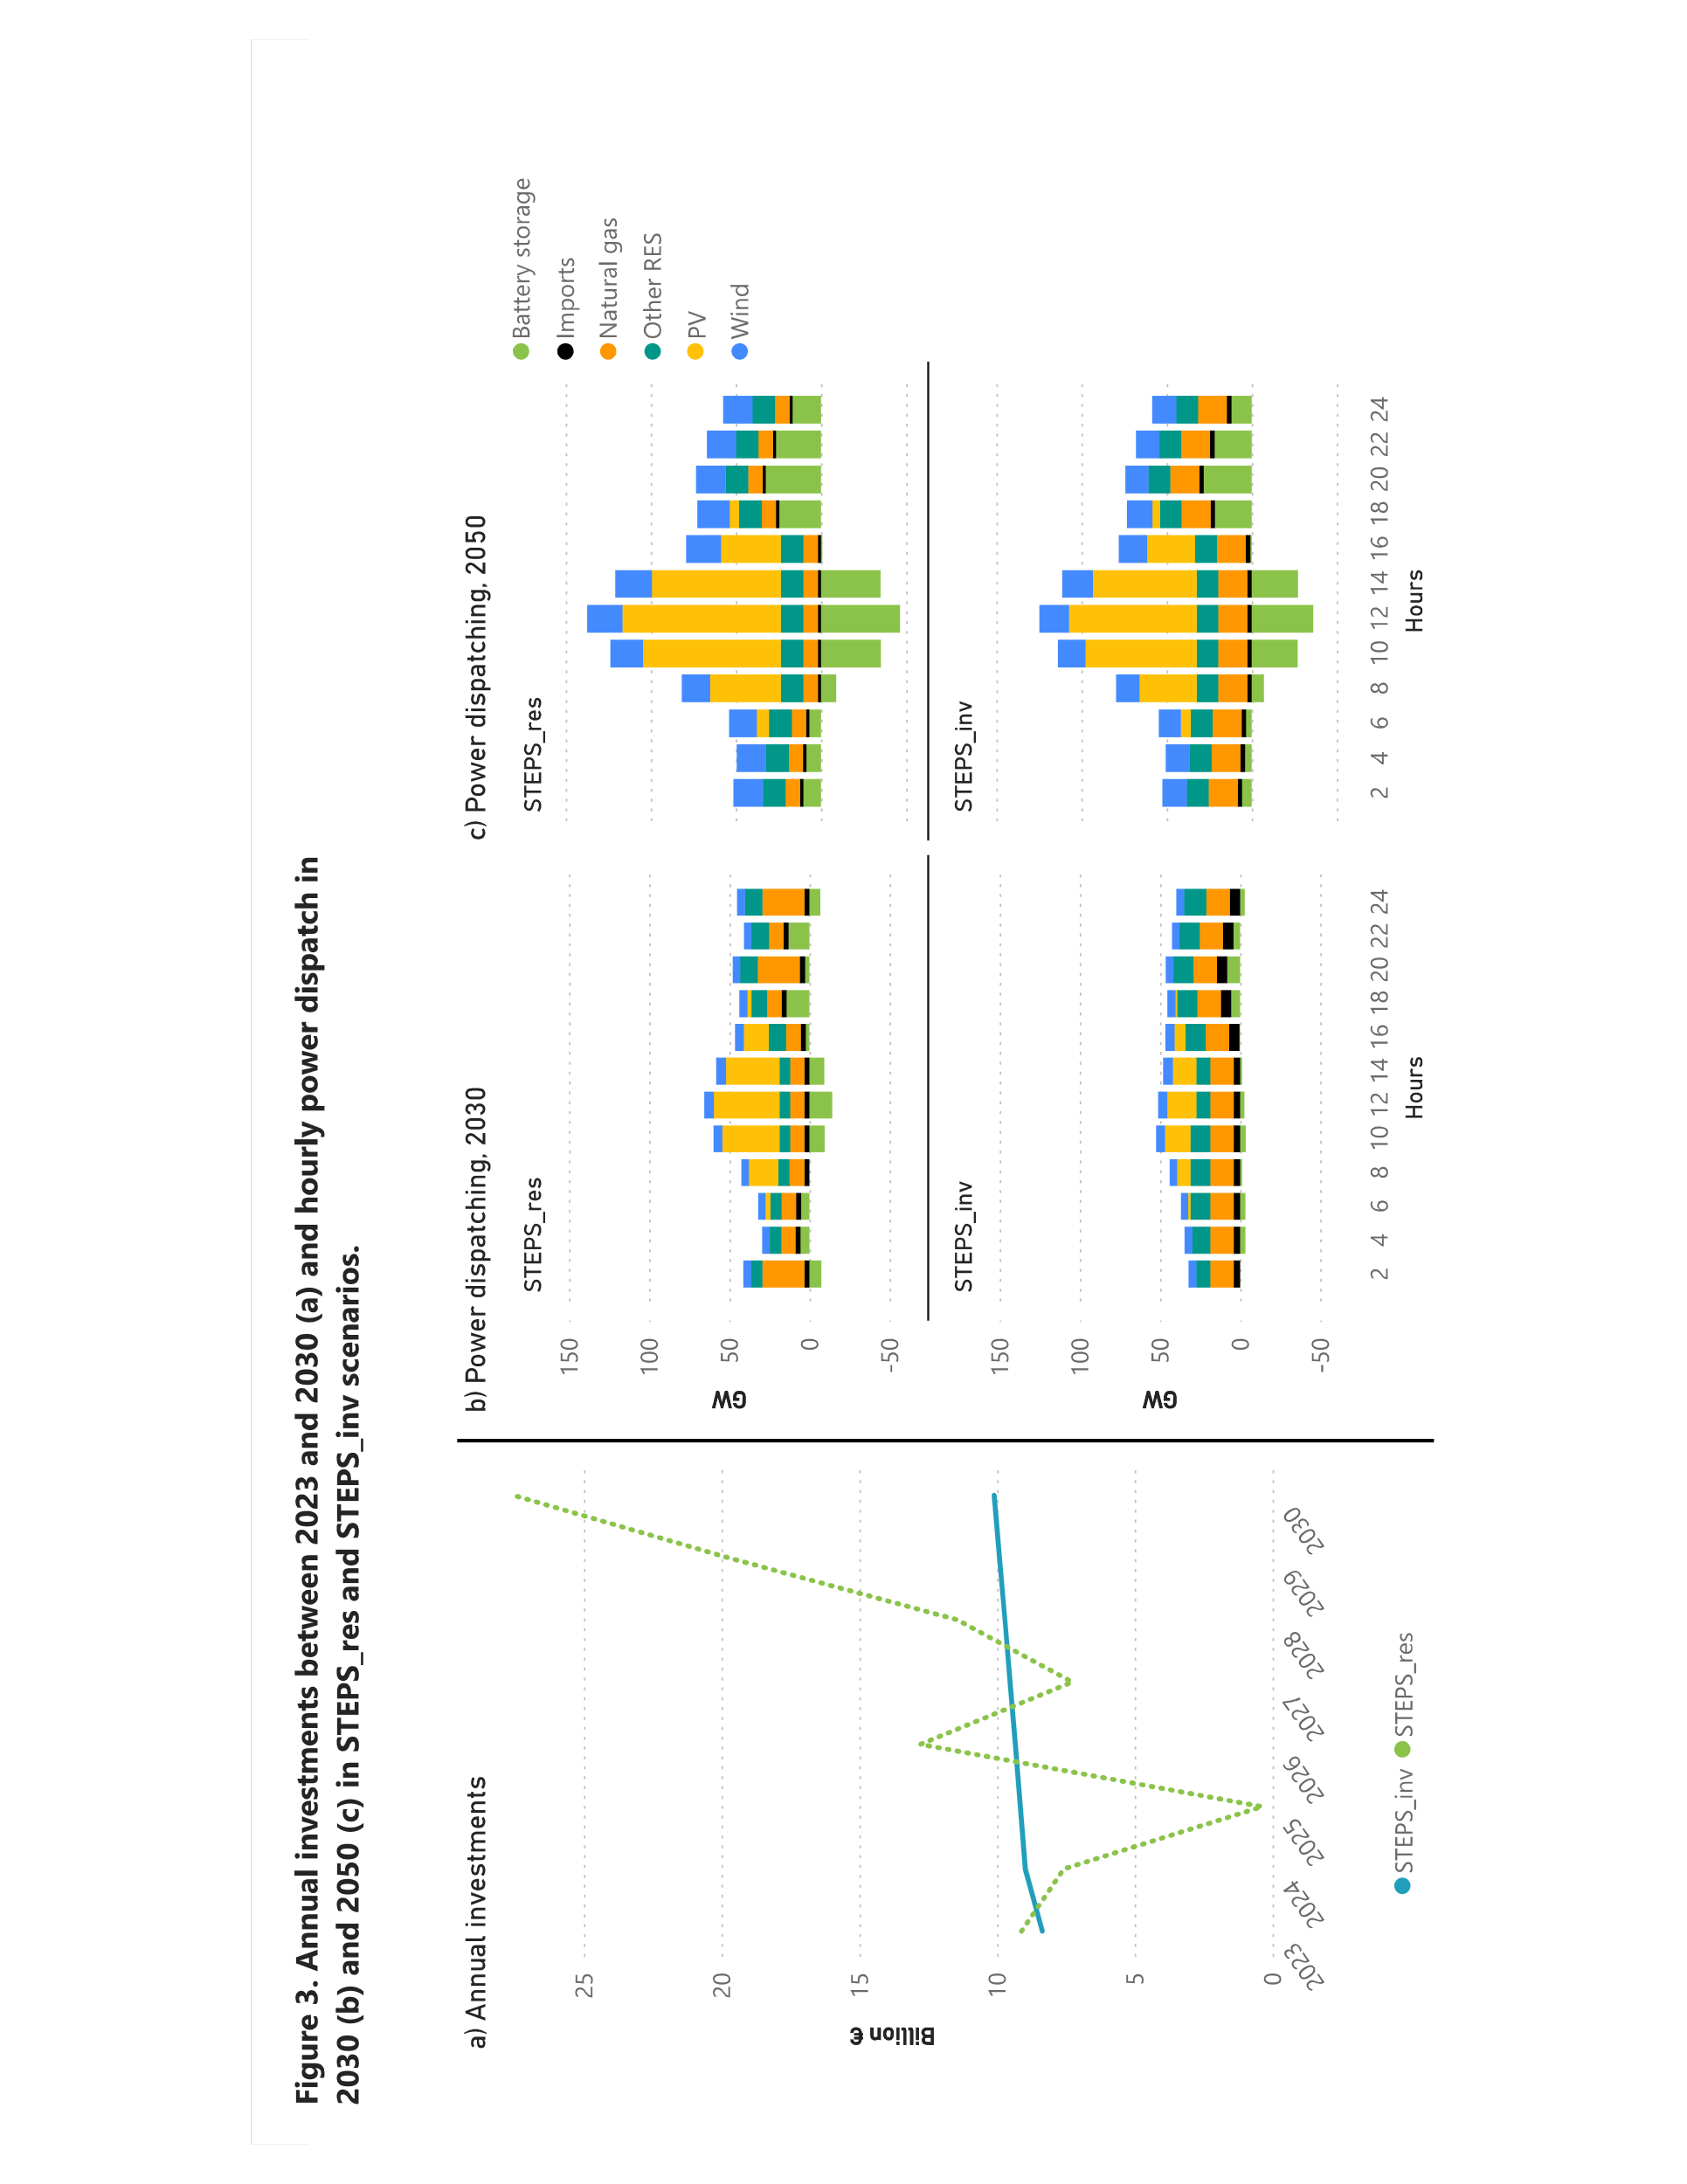 Figure 3. Annual investments between 2023 and 2030 (a) and hourly power dispatch in
2030 (b) and 2050 (c) in STEPS_res and STEPS_inv scenarios.
a) Annual investments
Billion €
25
20
15
10
5
0
2023 2024 2025 2026 2027 2028 2029 2030
STEPS_inv STEPS_res
b) Power dispatching, 2030
STEPS_res
GW
150
100
50
0
-50
STEPS_inv
GW
150
100
50
0
-50
2 4 6 8 10 12 14 16 18 20 22 24
Hours
c) Power dispatching, 2050
STEPS_res
STEPS_inv
2 4 6 8 10 12 14 16 18 20 22 24
Hours
Battery storage
Imports
Natural gas
Other RES
PV
Wind